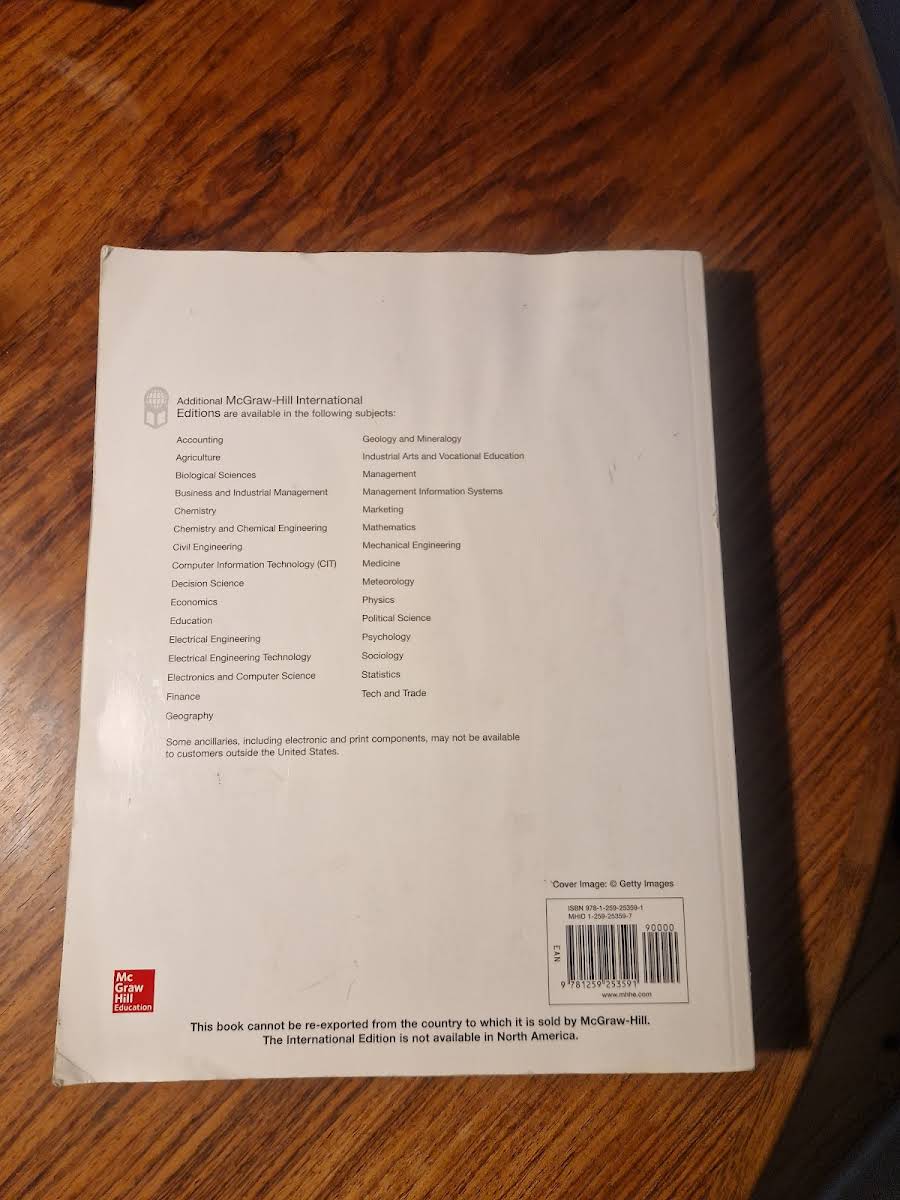 Additional McGraw-Hill International
Editions are available in the following subjects:
Accounting
Agriculture
Biological Sciences
Business and Industrial Management
Chemistry
Chemistry and Chemical Engineering
Civil Engineering
Computer Information Technology (CIT)
Decision Science
Economics
Education
Electrical Engineering
Electrical Engineering Technology
Electronics and Computer Science
Finance
Geography
Geology and Mineralogy
Industrial Arts and Vocational Education
Management
Management Information Systems
Marketing
Mathematics
Mechanical Engineering
Medicine
Meteorology
Physics
Political Science
Psychology
Sociology
Statistics
Tech and Trade
Some ancillaries, including electronic and print components, may not be available
to customers outside the United States.
Cover Image: © Getty Images
ISBN 978-1-259-25359-1
MHID 1-259-25359-7
90000
EAN
9 781259 253591
www.mhhe.com
Mc
Graw
Hill
Education
This book cannot be re-exported from the country to which it is sold by McGraw-Hill.
The International Edition is not available in North America.